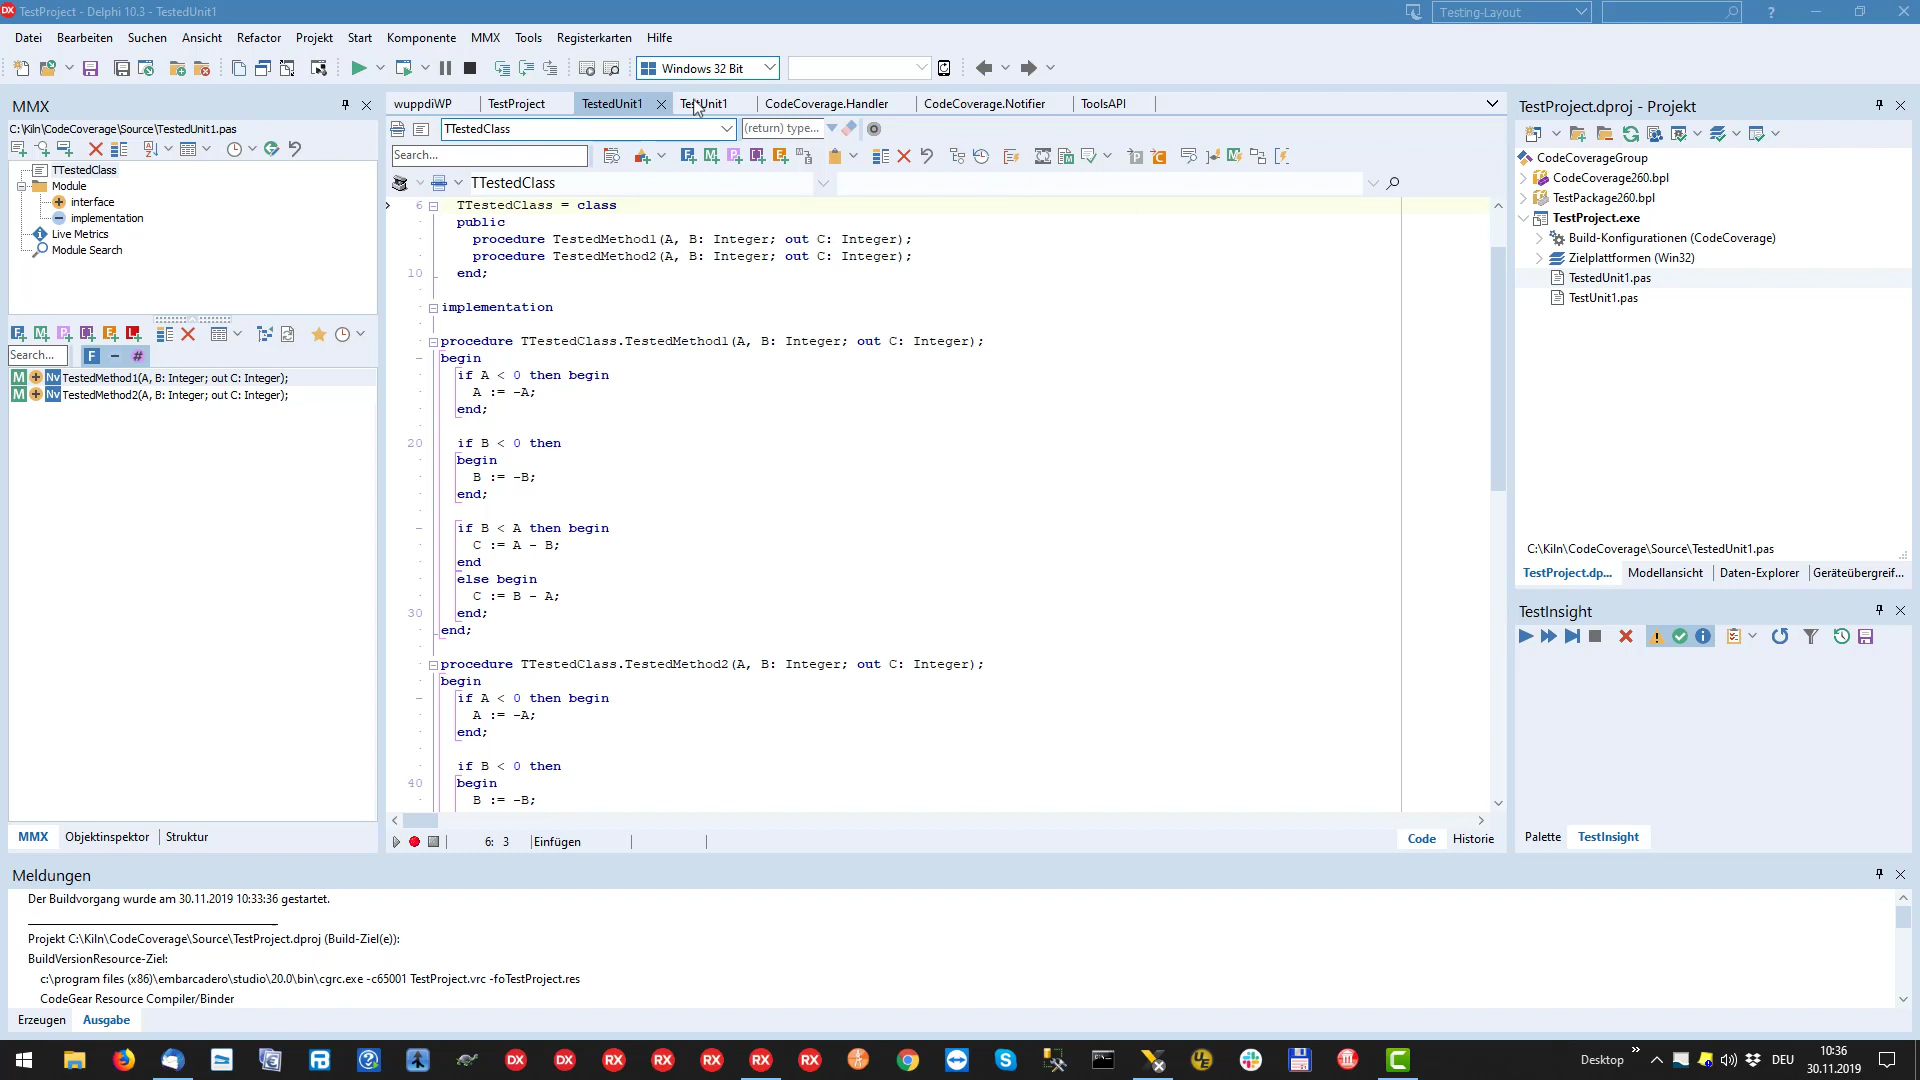 TestProject - Delphi 10.3 - TestedUnit1
Testing-Layout
Datei Bearbeiten Suchen Ansicht Refactor Projekt Start Komponente MMX Tools Registerkarten Hilfe
Windows 32 Bit
MMX
C:\Kiln\CodeCoverage\Source\TestedUnit1.pas
TTestedClass
Module
interface
implementation
Live Metrics
Module Search
Search...
TestedMethod1(A, B: Integer; out C: Integer);
TestedMethod2(A, B: Integer; out C: Integer);
MMX Objektinspektor Struktur
wuppdiWP TestProject TestedUnit1 TestUnit1 CodeCoverage.Handler CodeCoverage.Notifier ToolsAPI
TTestedClass (return) type...
Search...
TTestedClass
6 TTestedClass = class
public
procedure TestedMethod1(A, B: Integer; out C: Integer);
procedure TestedMethod2(A, B: Integer; out C: Integer);
10 end;
implementation
procedure TTestedClass.TestedMethod1(A, B: Integer; out C: Integer);
begin
if A < 0 then begin
A := -A;
end;
20 if B < 0 then
begin
B := -B;
end;
if B < A then begin
C := A - B;
end
else begin
C := B - A;
30 end;
end;
procedure TTestedClass.TestedMethod2(A, B: Integer; out C: Integer);
begin
if A < 0 then begin
A := -A;
end;
if B < 0 then
40 begin
B := -B;
6: 3 Einfügen
Code Historie
TestProject.dproj - Projekt
CodeCoverageGroup
CodeCoverage260.bpl
TestPackage260.bpl
TestProject.exe
Build-Konfigurationen (CodeCoverage)
Zielplattformen (Win32)
TestedUnit1.pas
TestUnit1.pas
C:\Kiln\CodeCoverage\Source\TestedUnit1.pas
TestProject.dp... Modellansicht Daten-Explorer Geräteübergreif...
TestInsight
Palette TestInsight
Meldungen
Der Buildvorgang wurde am 30.11.2019 10:33:36 gestartet.
Projekt C:\Kiln\CodeCoverage\Source\TestProject.dproj (Build-Ziel(e)):
BuildVersionResource-Ziel:
c:\program files (x86)\embarcadero\studio\20.0\bin\cgrc.exe -c65001 TestProject.vrc -foTestProject.res
CodeGear Resource Compiler/Binder
Erzeugen Ausgabe
Desktop DEU 10:36
30.11.2019